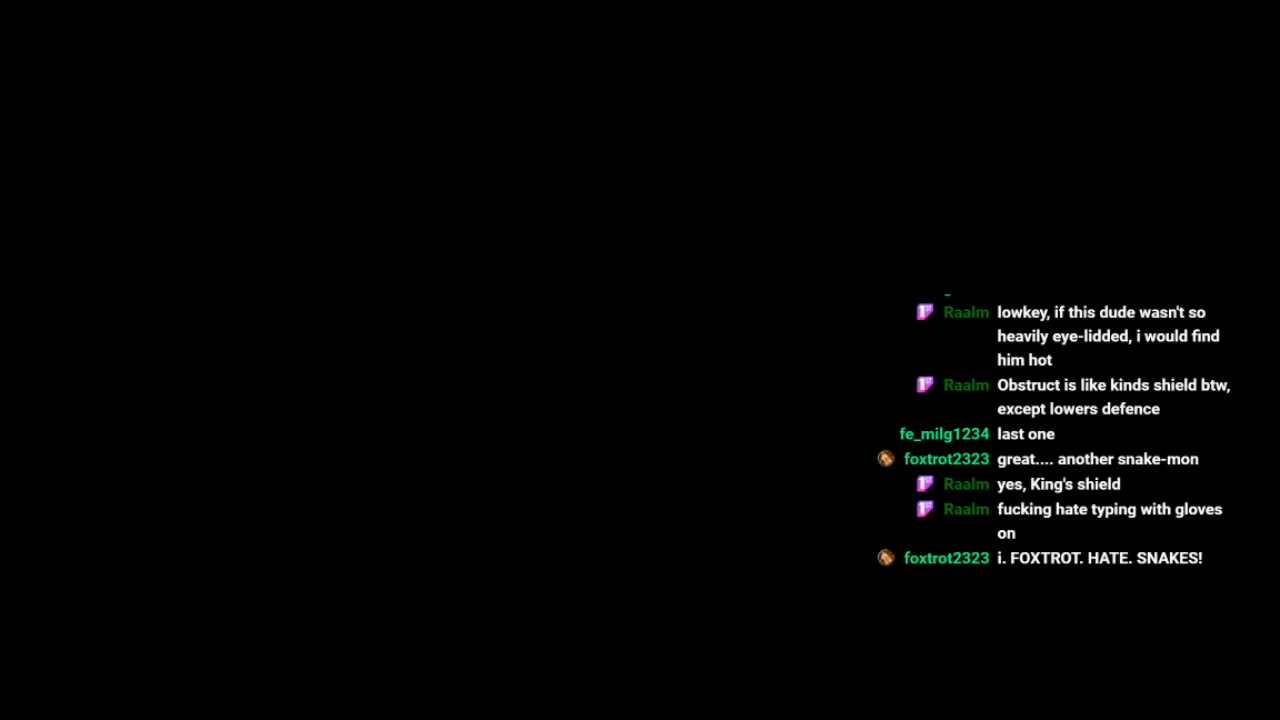 Raalm lowkey, if this dude wasn't so
heavily eye-lidded, i would find
him hot
Raalm Obstruct is like kinds shield btw,
except lowers defence
fe_milg1234 last one
foxtrot2323 great.... another snake-mon
Raalm yes, King's shield
Raalm fucking hate typing with gloves
on
foxtrot2323 i. FOXTROT. HATE. SNAKES!